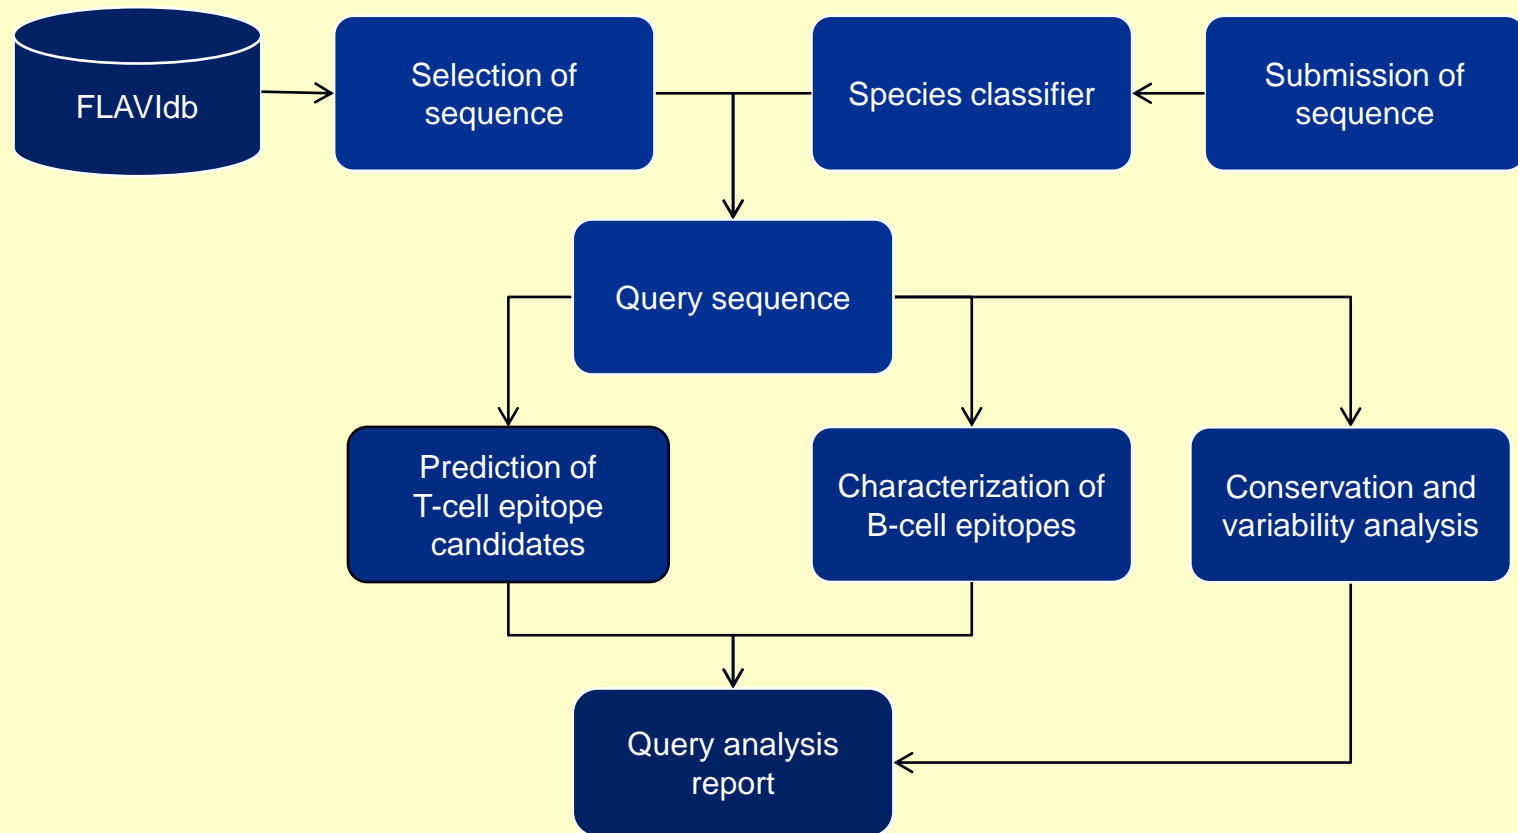 FLAVIdb
Selection of
sequence
Species classifier
Submission of
sequence
Query sequence
Prediction of
T-cell epitope
candidates
Characterization of
B-cell epitopes
Conservation and
variability analysis
Query analysis
report